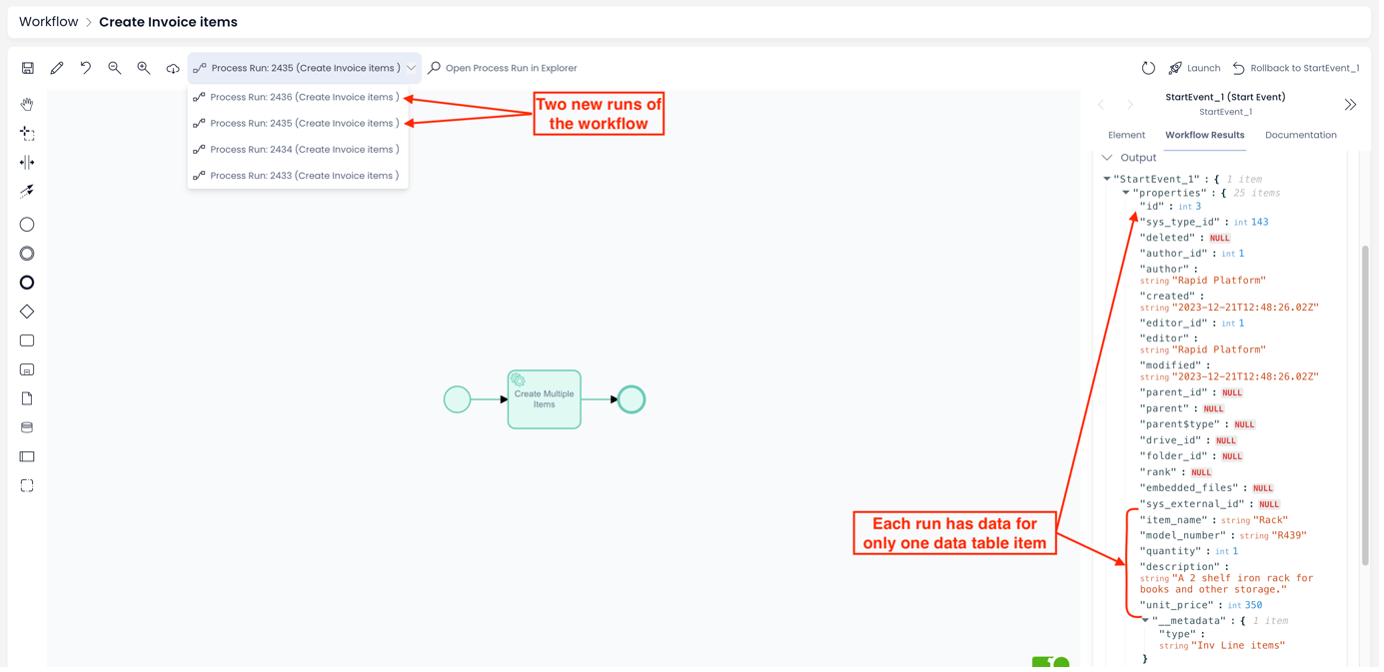 Workflow > Create Invoice items
Process Run: 2435 (Create Invoice items )
Open Process Run in Explorer
Launch
Rollback to StartEvent_1
Process Run: 2436 (Create Invoice items )
Process Run: 2435 (Create Invoice items )
Process Run: 2434 (Create Invoice items )
Process Run: 2433 (Create Invoice items )
Two new runs of
the workflow
Create Multiple
Items
Each run has data for
only one data table item
StartEvent_1 (Start Event)
StartEvent_1
Element
Workflow Results
Documentation
Output
"StartEvent_1" : { 1 item
"properties" : { 25 items
"id" : int 3
"sys_type_id" : int 143
"deleted" : NULL
"author_id" : int 1
"author" :
string "Rapid Platform"
"created" :
string "2023-12-21T12:48:26.02Z"
"editor_id" : int 1
"editor" :
string "Rapid Platform"
"modified" :
string "2023-12-21T12:48:26.02Z"
"parent_id" : NULL
"parent" : NULL
"parent$type" : NULL
"drive_id" : NULL
"folder_id" : NULL
"rank" : NULL
"embedded_files" : NULL
"sys_external_id" : NULL
"item_name" : string "Rack"
"model_number" : string "R439"
"quantity" : int 1
"description" :
string "A 2 shelf iron rack for
books and other storage."
"unit_price" : int 350
"__metadata" : { 1 item
"type" :
string "Inv Line items"
}